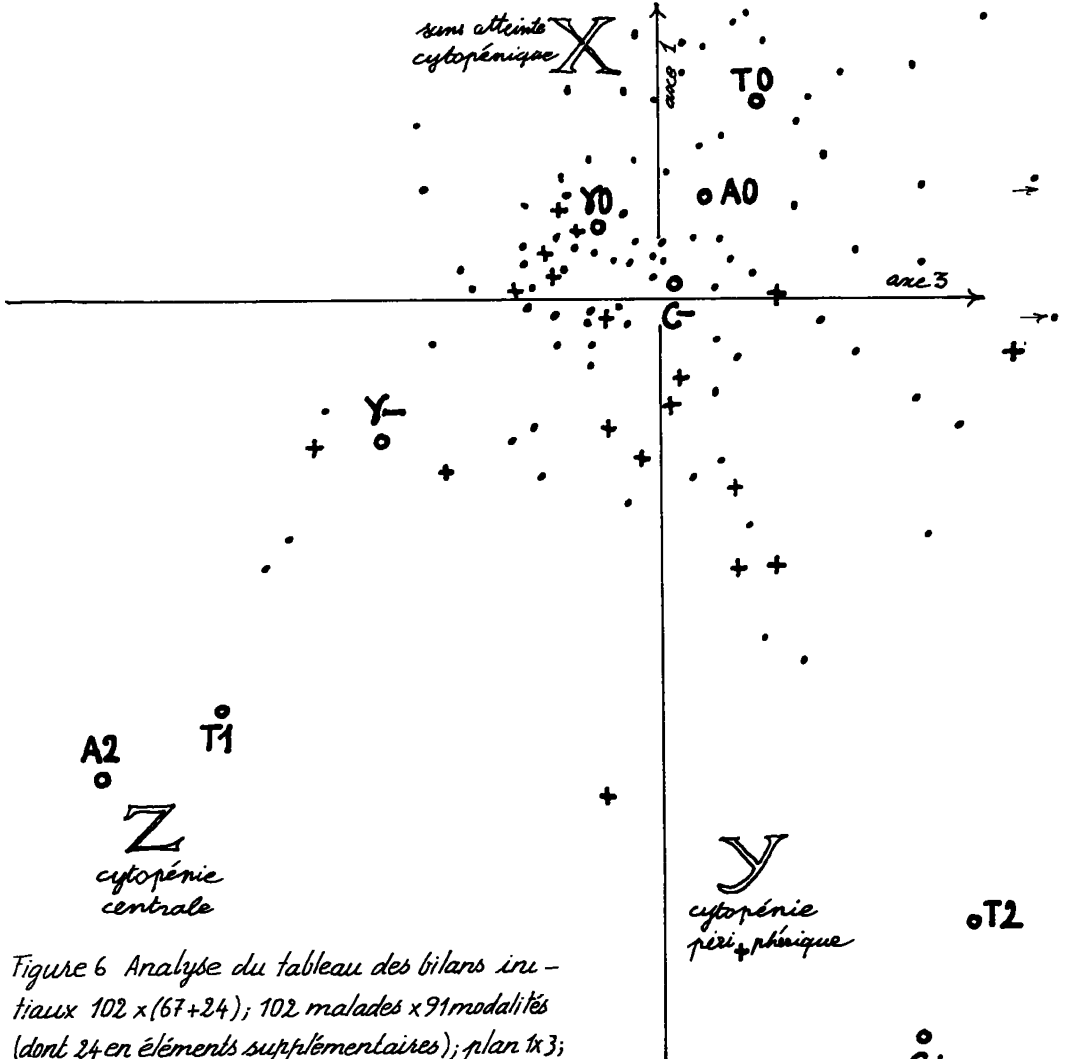 sans atteinte
cytopénique
X
axe 1
T0
γ0
A0
axe 3
C-
γ-
T1
A2
Z
cytopénie
centrale
Y
cytopénie
périphérique
T2
Figure 6 Analyse du tableau des bilans ini-
tiaux 102 x (67+24); 102 malades x 91 modalités
(dont 24 en éléments supplémentaires); plan 1x3;